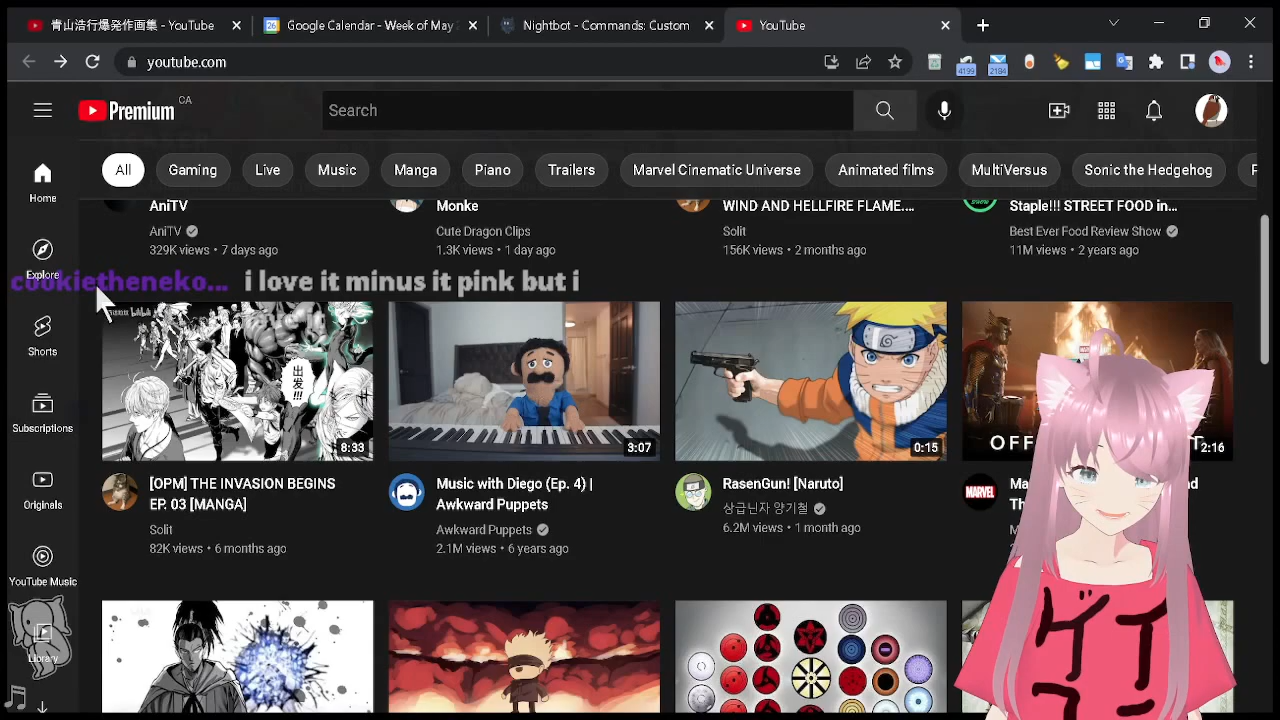 青山浩行爆発作画集 - YouTube
Google Calendar - Week of May
Nightbot - Commands: Custom
YouTube
youtube.com
4199
2184
Premium CA
Search
All
Gaming
Live
Music
Manga
Piano
Trailers
Marvel Cinematic Universe
Animated films
MultiVersus
Sonic the Hedgehog
Home
Explore
Shorts
Subscriptions
Originals
YouTube Music
Library
AniTV
AniTV
329K views • 7 days ago
Monke
Cute Dragon Clips
1.3K views • 1 day ago
WIND AND HELLFIRE FLAME....
Solit
156K views • 2 months ago
Staple!!! STREET FOOD in...
Best Ever Food Review Show
11M views • 2 years ago
cookietheneko... i love it minus it pink but i
出发!!!
8:33
3:07
0:15
2:16
[OPM] THE INVASION BEGINS
EP. 03 [MANGA]
Solit
82K views • 6 months ago
Music with Diego (Ep. 4) |
Awkward Puppets
Awkward Puppets
2.1M views • 6 years ago
RasenGun! [Naruto]
상급닌자 양기철
6.2M views • 1 month ago
MARVEL